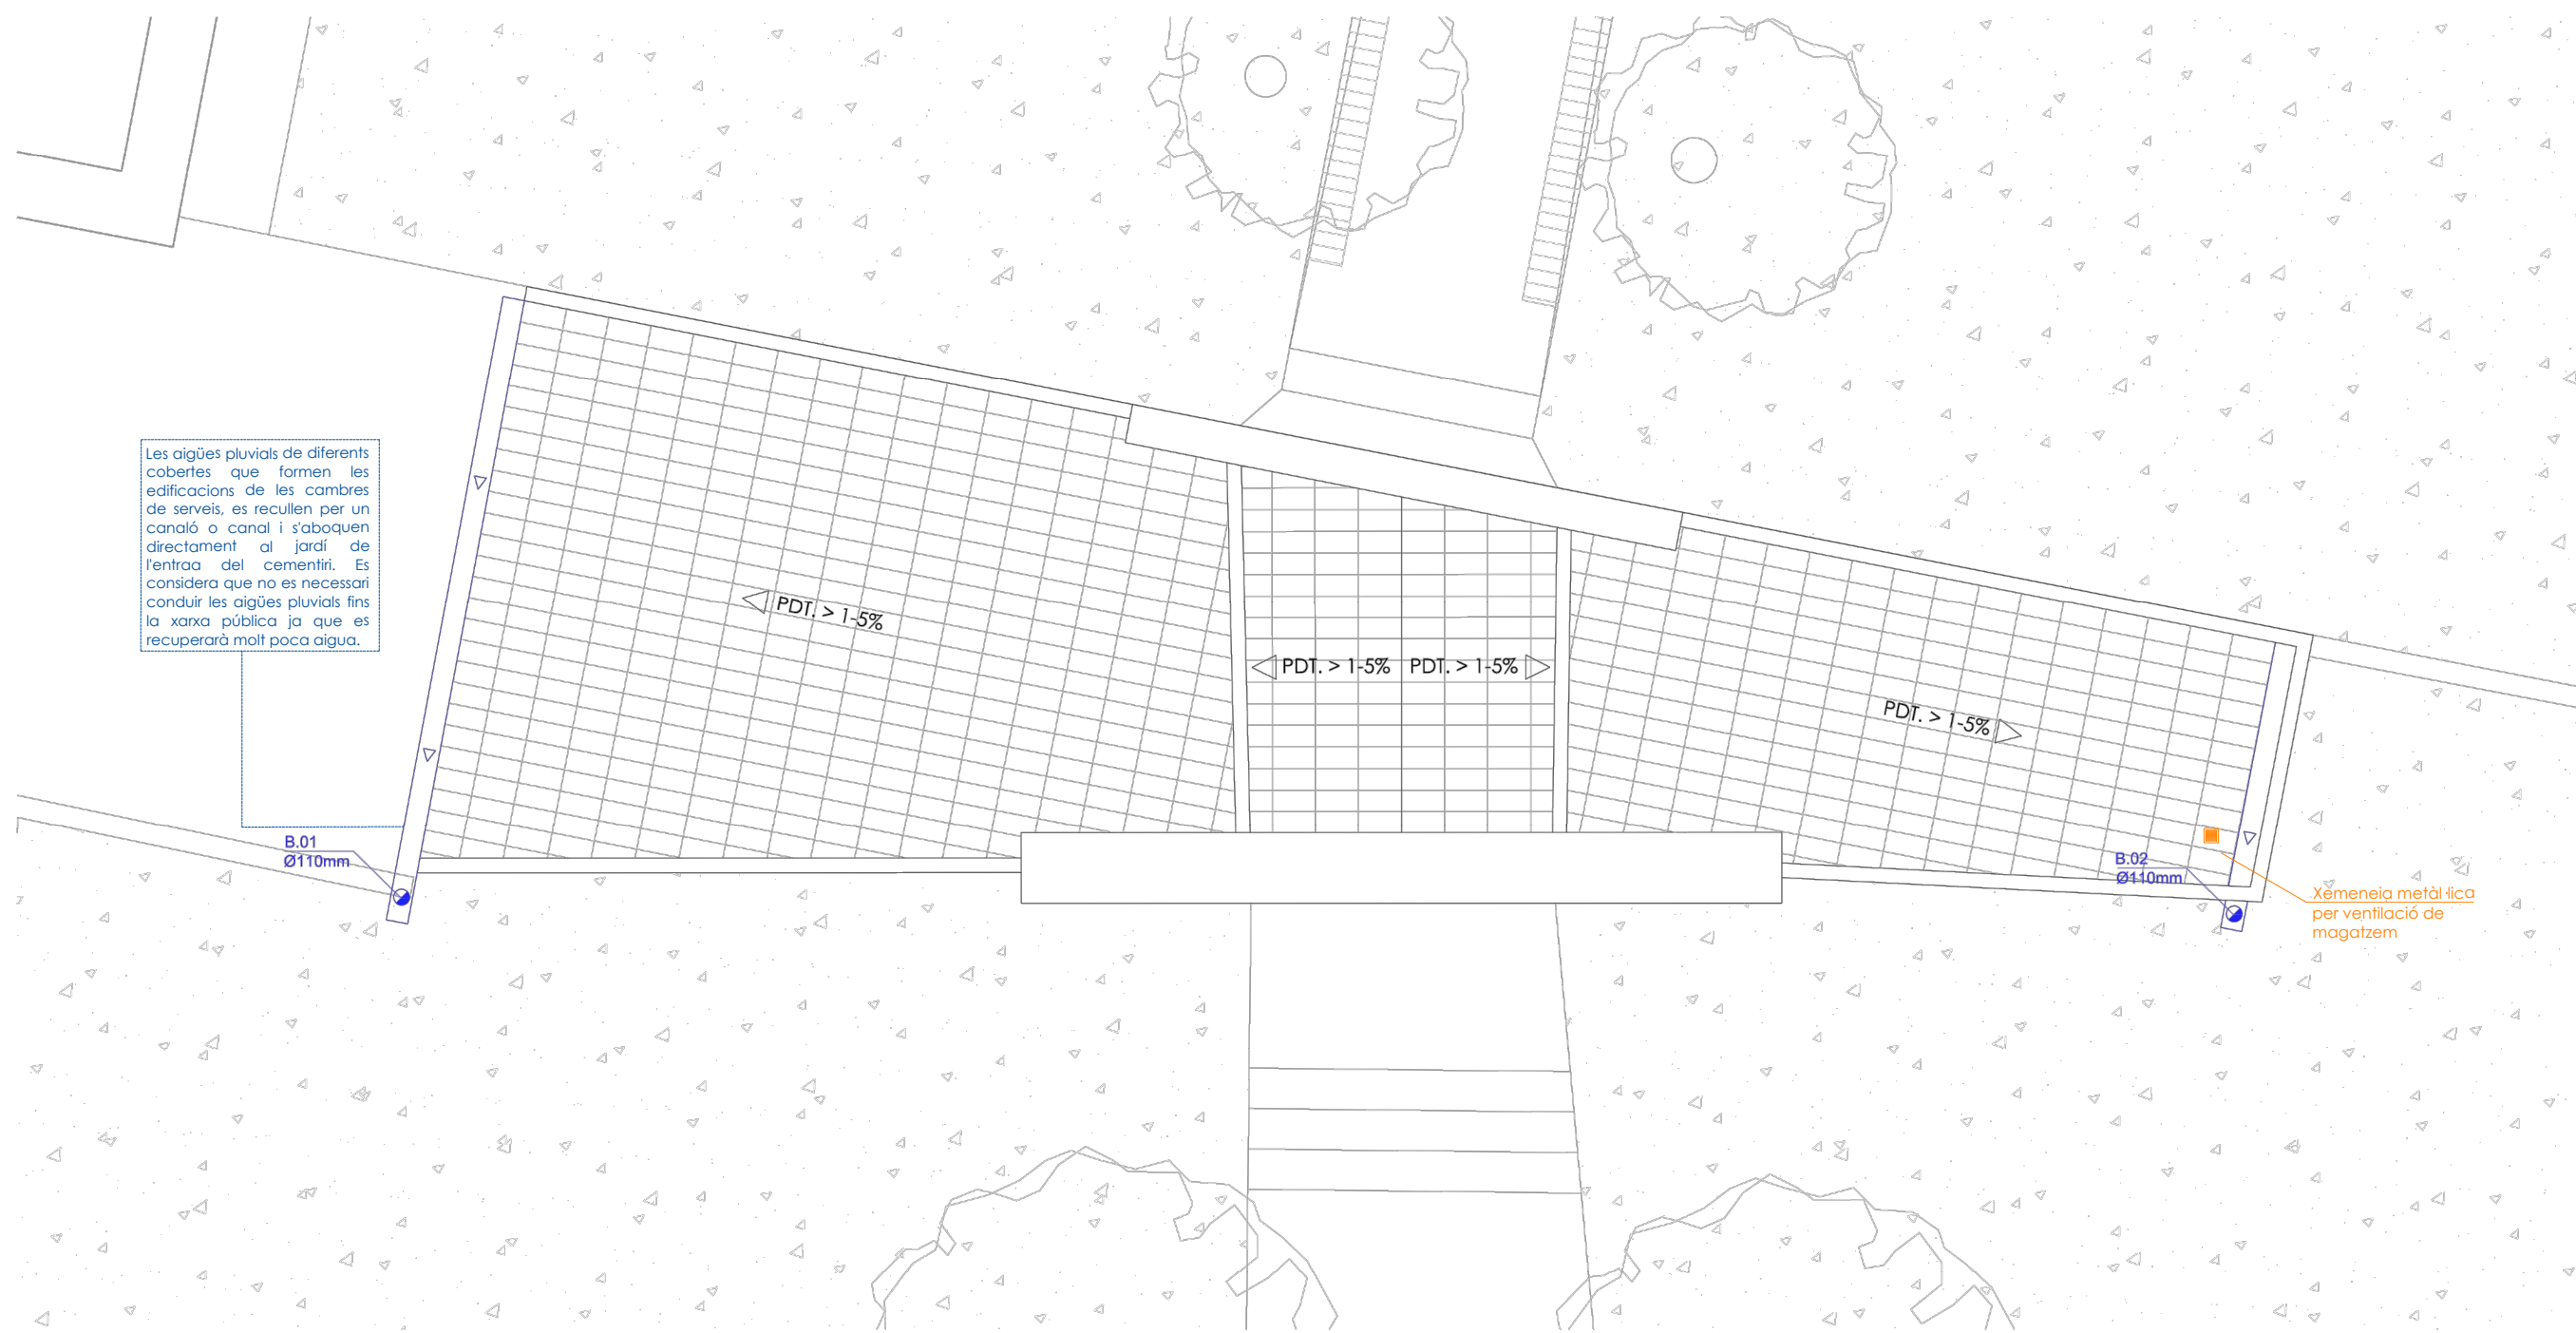 Les aigües pluvials de diferents
cobertes que formen les
edificacions de les cambres
de serveis, es recullen per un
canaló o canal i s'aboquen
directament al jardí de
l'entraa del cementiri. Es
considera que no es necessari
conduir les aigües pluvials fins
la xarxa pública ja que es
recuperarà molt poca aigua.
PDT. > 1-5%
PDT. > 1-5%
PDT. > 1-5%
PDT. > 1-5%
B.01
Ø110mm
B.02
Ø110mm
Xemeneia metàl·lica
per ventilació de
magatzem